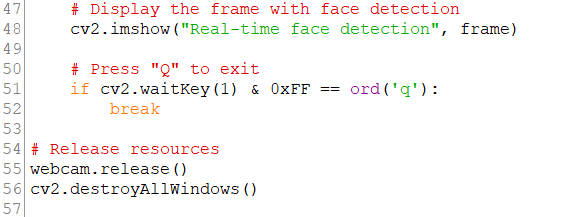 47     # Display the frame with face detection
48     cv2.imshow("Real-time face detection", frame)
49
50     # Press "Q" to exit
51     if cv2.waitKey(1) & 0xFF == ord('q'):
52         break
53
54 # Release resources
55 webcam.release()
56 cv2.destroyAllWindows()
57